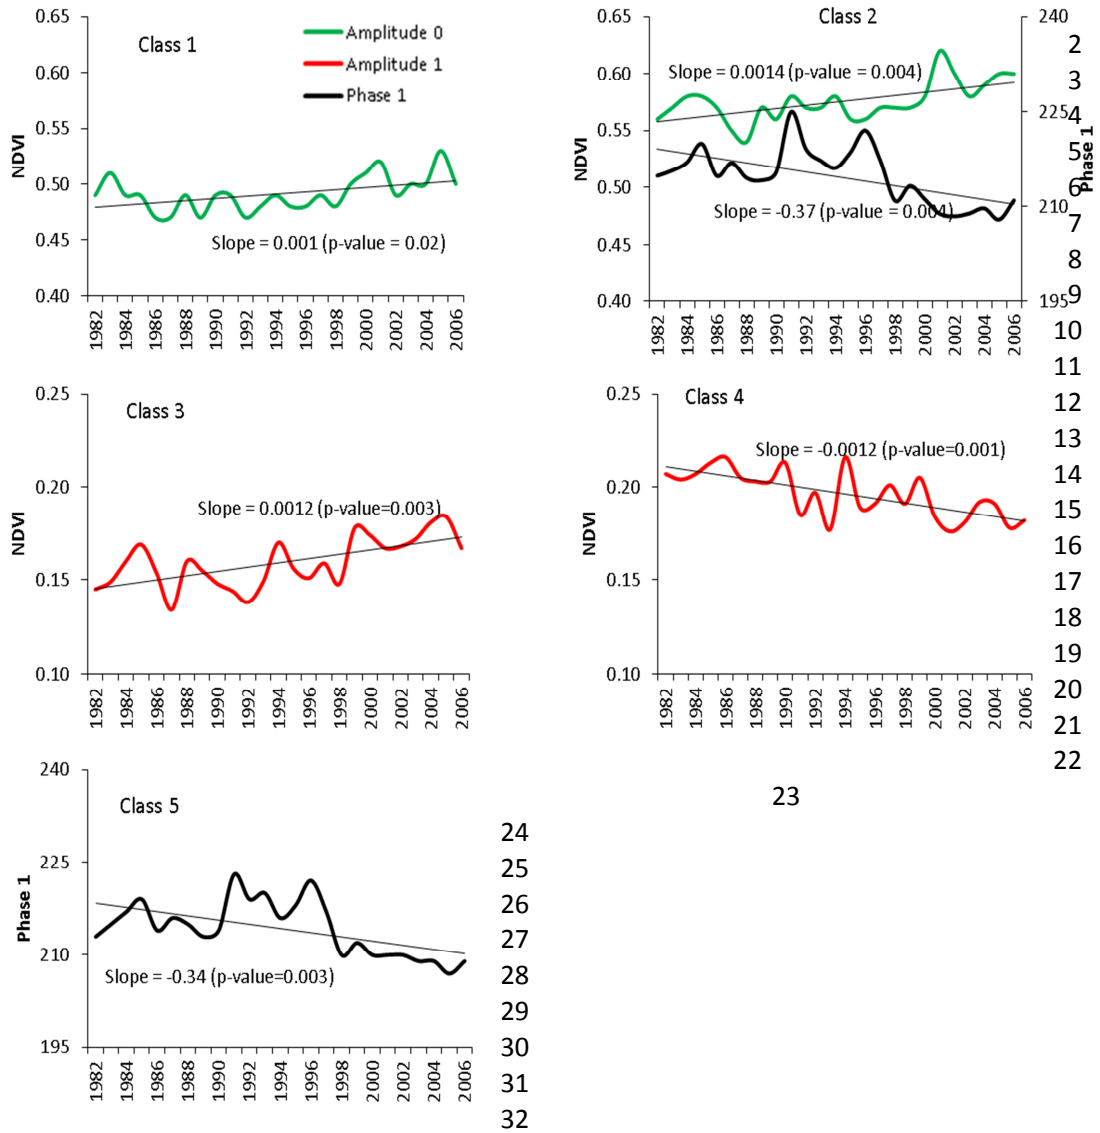 Class 1
Amplitude 0
Amplitude 1
Phase 1
0.65
0.60
0.55
0.50
0.45
0.40
NDVI
Slope = 0.001 (p-value = 0.02)
1982 1984 1986 1988 1990 1992 1994 1996 1998 2000 2002 2004 2006
Class 2
0.65
0.60
0.55
0.50
0.45
0.40
NDVI
240
225
210
195
Phase 1
Slope = 0.0014 (p-value = 0.004)
Slope = -0.37 (p-value = 0.004)
1982 1984 1986 1988 1990 1992 1994 1996 1998 2000 2002 2004 2006
Class 3
0.25
0.20
0.15
0.10
NDVI
Slope = 0.0012 (p-value=0.003)
1982 1984 1986 1988 1990 1992 1994 1996 1998 2000 2002 2004 2006
Class 4
0.25
0.20
0.15
0.10
NDVI
Slope = -0.0012 (p-value=0.001)
1982 1984 1986 1988 1990 1992 1994 1996 1998 2000 2002 2004 2006
Class 5
240
225
210
195
Phase 1
Slope = -0.34 (p-value=0.003)
1982 1984 1986 1988 1990 1992 1994 1996 1998 2000 2002 2004 2006
2
3
4
5
6
7
8
9
10
11
12
13
14
15
16
17
18
19
20
21
22
23
24
25
26
27
28
29
30
31
32